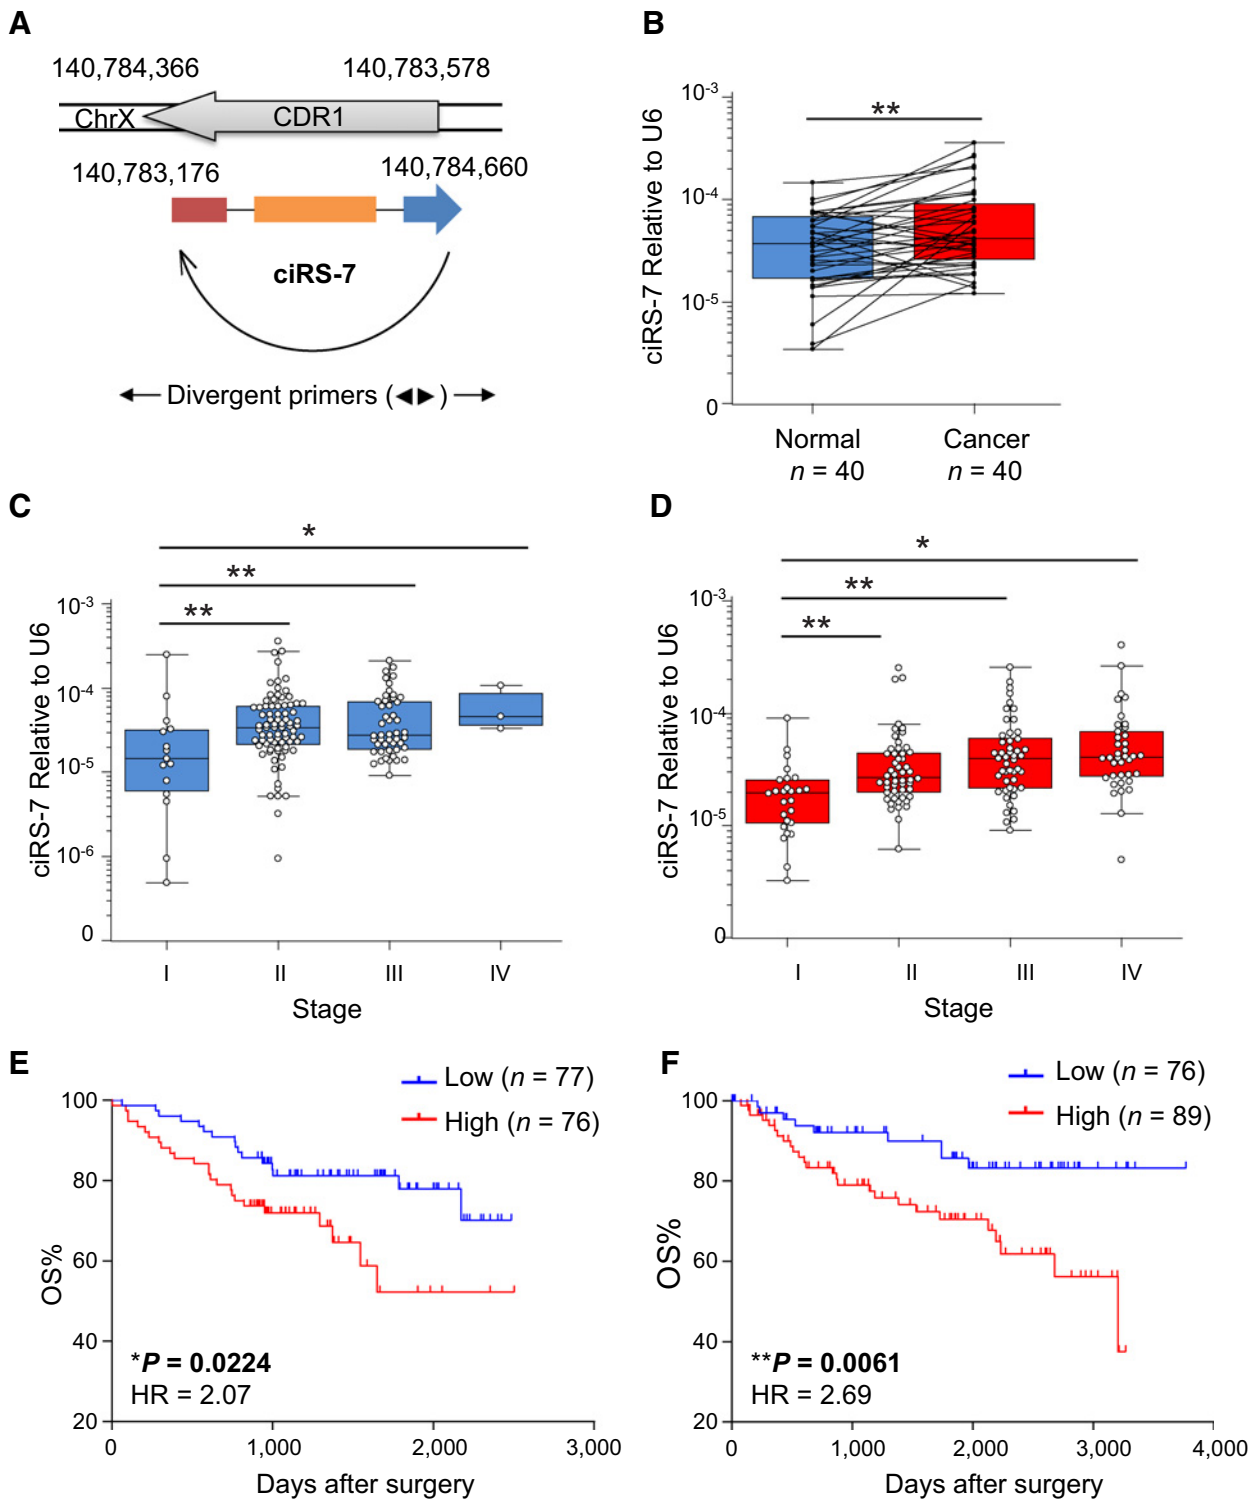 A
140,784,366
140,783,578
ChrX
CDR1
140,783,176
140,784,660
ciRS-7
Divergent primers (◀▶)
B
ciRS-7 Relative to U6
10-3
10-4
10-5
0
**
Normal
n = 40
Cancer
n = 40
C
ciRS-7 Relative to U6
*
**
**
10-3
10-4
10-5
10-6
0
I
II
III
IV
Stage
D
ciRS-7 Relative to U6
*
**
**
10-3
10-4
10-5
0
I
II
III
IV
Stage
E
Low (n = 77)
High (n = 76)
OS%
100
80
60
40
20
*P = 0.0224
HR = 2.07
0
1,000
2,000
3,000
Days after surgery
F
Low (n = 76)
High (n = 89)
OS%
100
80
60
40
20
**P = 0.0061
HR = 2.69
0
1,000
2,000
3,000
4,000
Days after surgery